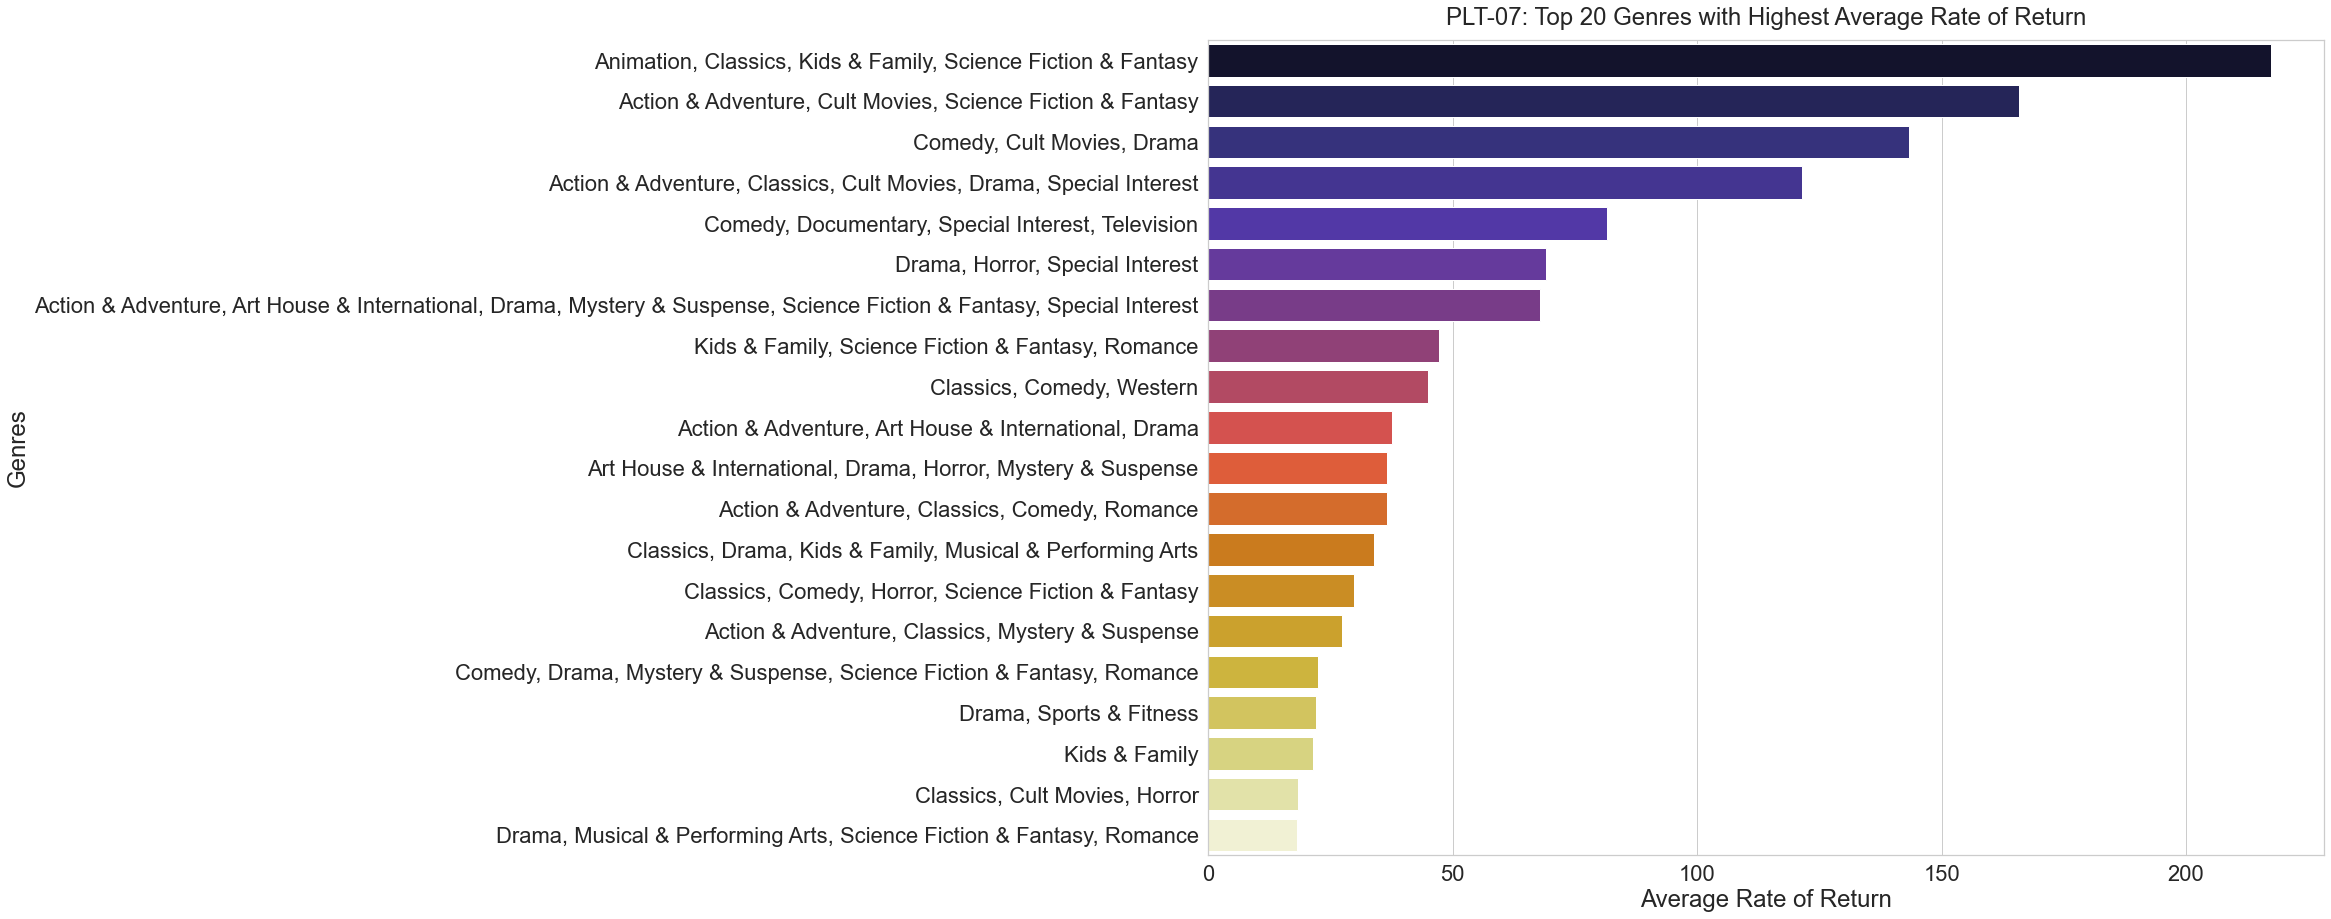 PLT-07: Top 20 Genres with Highest Average Rate of Return
Genres
Animation, Classics, Kids & Family, Science Fiction & Fantasy
Action & Adventure, Cult Movies, Science Fiction & Fantasy
Comedy, Cult Movies, Drama
Action & Adventure, Classics, Cult Movies, Drama, Special Interest
Comedy, Documentary, Special Interest, Television
Drama, Horror, Special Interest
Action & Adventure, Art House & International, Drama, Mystery & Suspense, Science Fiction & Fantasy, Special Interest
Kids & Family, Science Fiction & Fantasy, Romance
Classics, Comedy, Western
Action & Adventure, Art House & International, Drama
Art House & International, Drama, Horror, Mystery & Suspense
Action & Adventure, Classics, Comedy, Romance
Classics, Drama, Kids & Family, Musical & Performing Arts
Classics, Comedy, Horror, Science Fiction & Fantasy
Action & Adventure, Classics, Mystery & Suspense
Comedy, Drama, Mystery & Suspense, Science Fiction & Fantasy, Romance
Drama, Sports & Fitness
Kids & Family
Classics, Cult Movies, Horror
Drama, Musical & Performing Arts, Science Fiction & Fantasy, Romance
0 50 100 150 200
Average Rate of Return